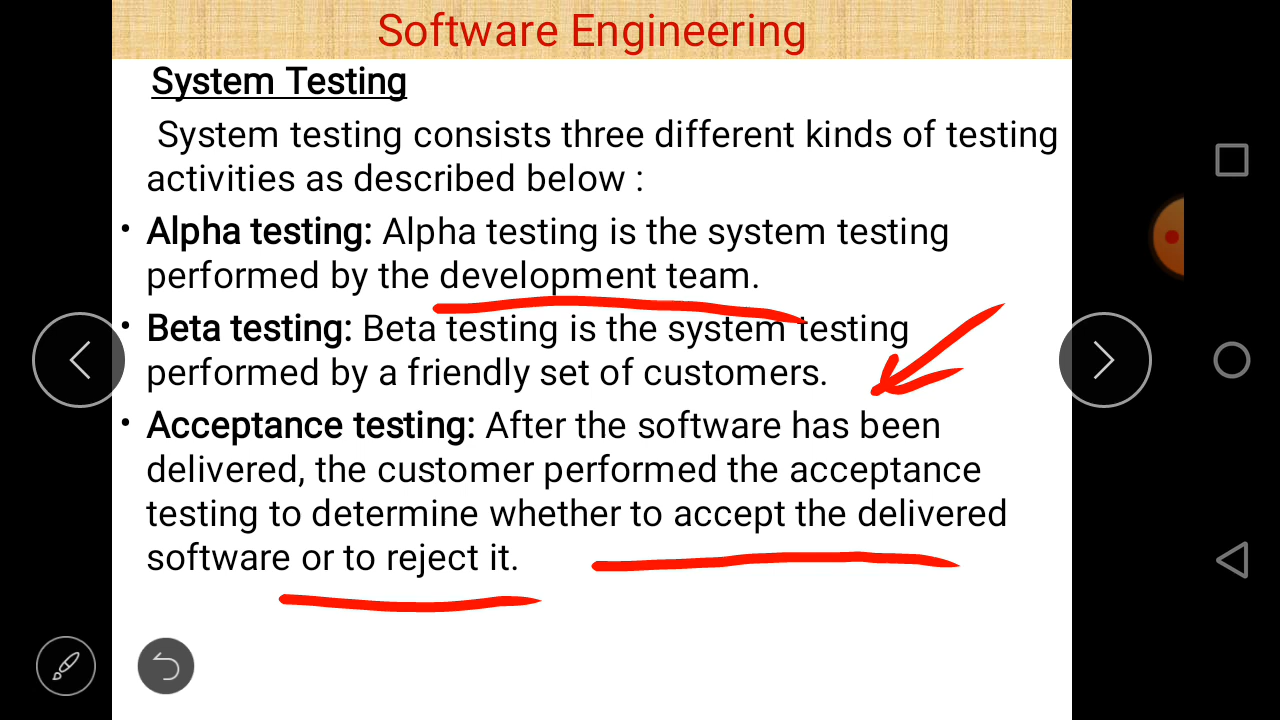 Software Engineering
System Testing
System testing consists three different kinds of testing
activities as described below :
• Alpha testing: Alpha testing is the system testing
performed by the development team.
• Beta testing: Beta testing is the system testing
performed by a friendly set of customers.
• Acceptance testing: After the software has been
delivered, the customer performed the acceptance
testing to determine whether to accept the delivered
software or to reject it.